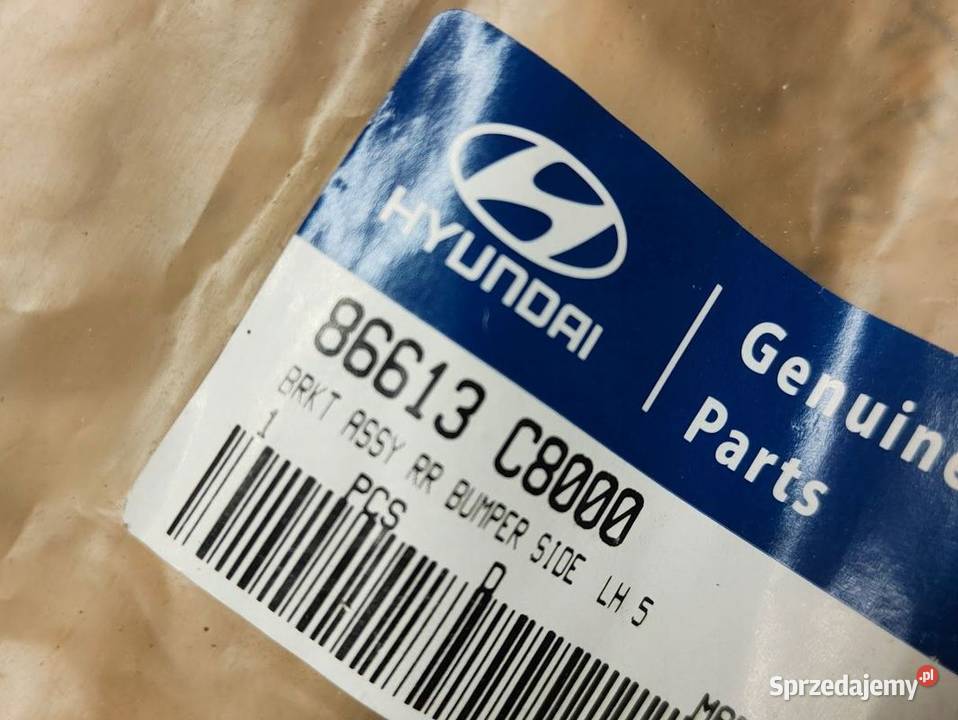 HYUNDAI
Genuine
Parts
86613 C8000
BRKT ASSY RR BUMPER SIDE LH 5
1 PCS D
Sprzedajemy.pl